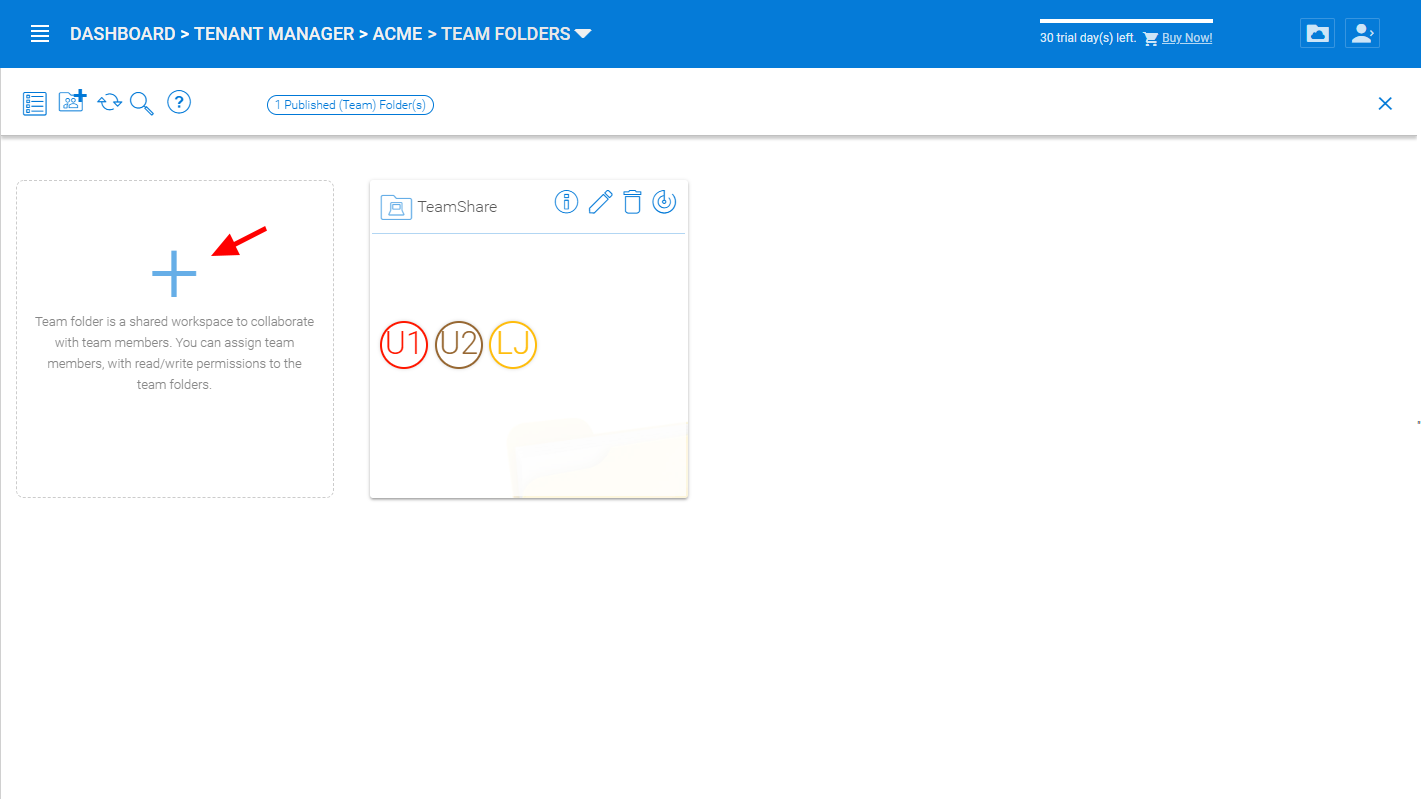 DASHBOARD > TENANT MANAGER > ACME > TEAM FOLDERS
30 trial day(s) left. Buy Now!
1 Published (Team) Folder(s)
TeamShare
Team folder is a shared workspace to collaborate
with team members. You can assign team
members, with read/write permissions to the
team folders.
U1 U2 LJ